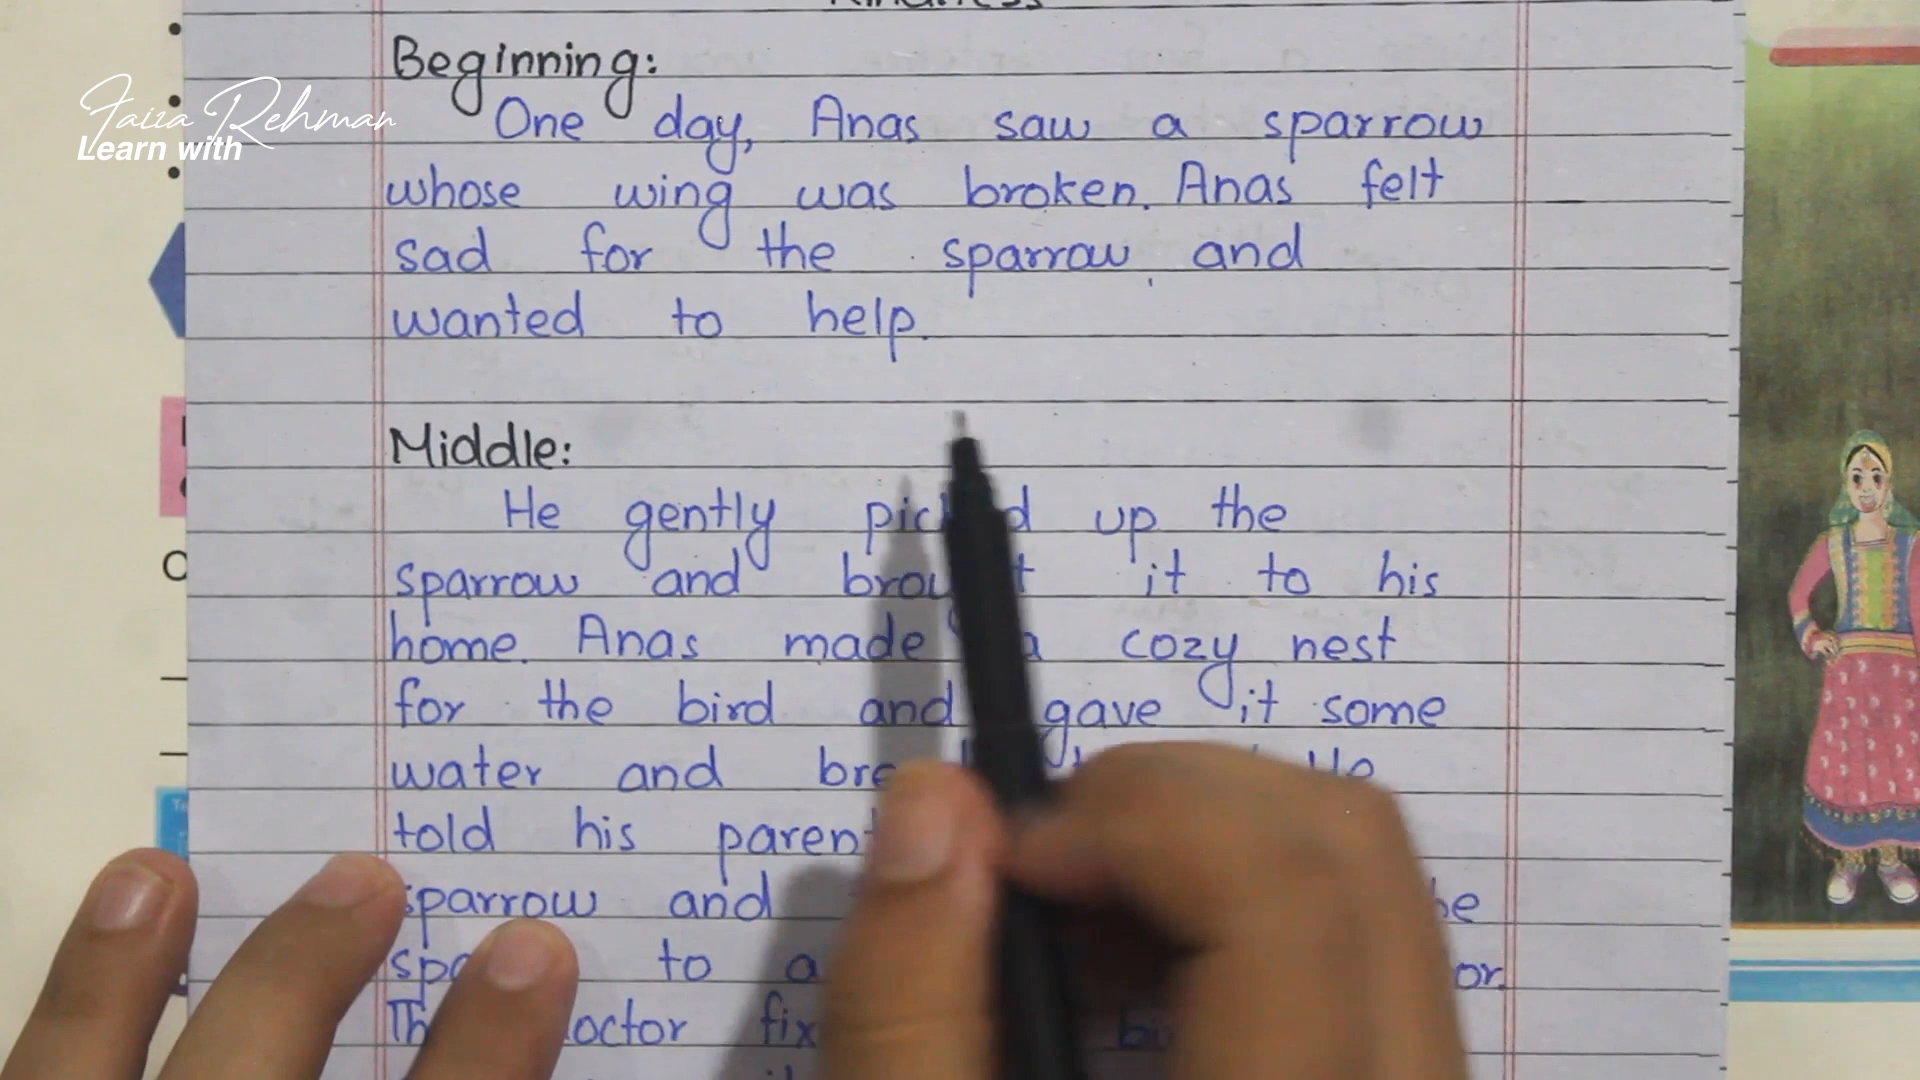 Kindness
Beginning:
Faiza Rehman
Learn with
One day, Anas saw a sparrow
whose wing was broken. Anas felt
sad for the sparrow and
wanted to help.
Middle:
He gently up the
sparrow and it to his
home. Anas made a cozy nest
for the bird and gave it some
water and He
told his
sparrow and
to a